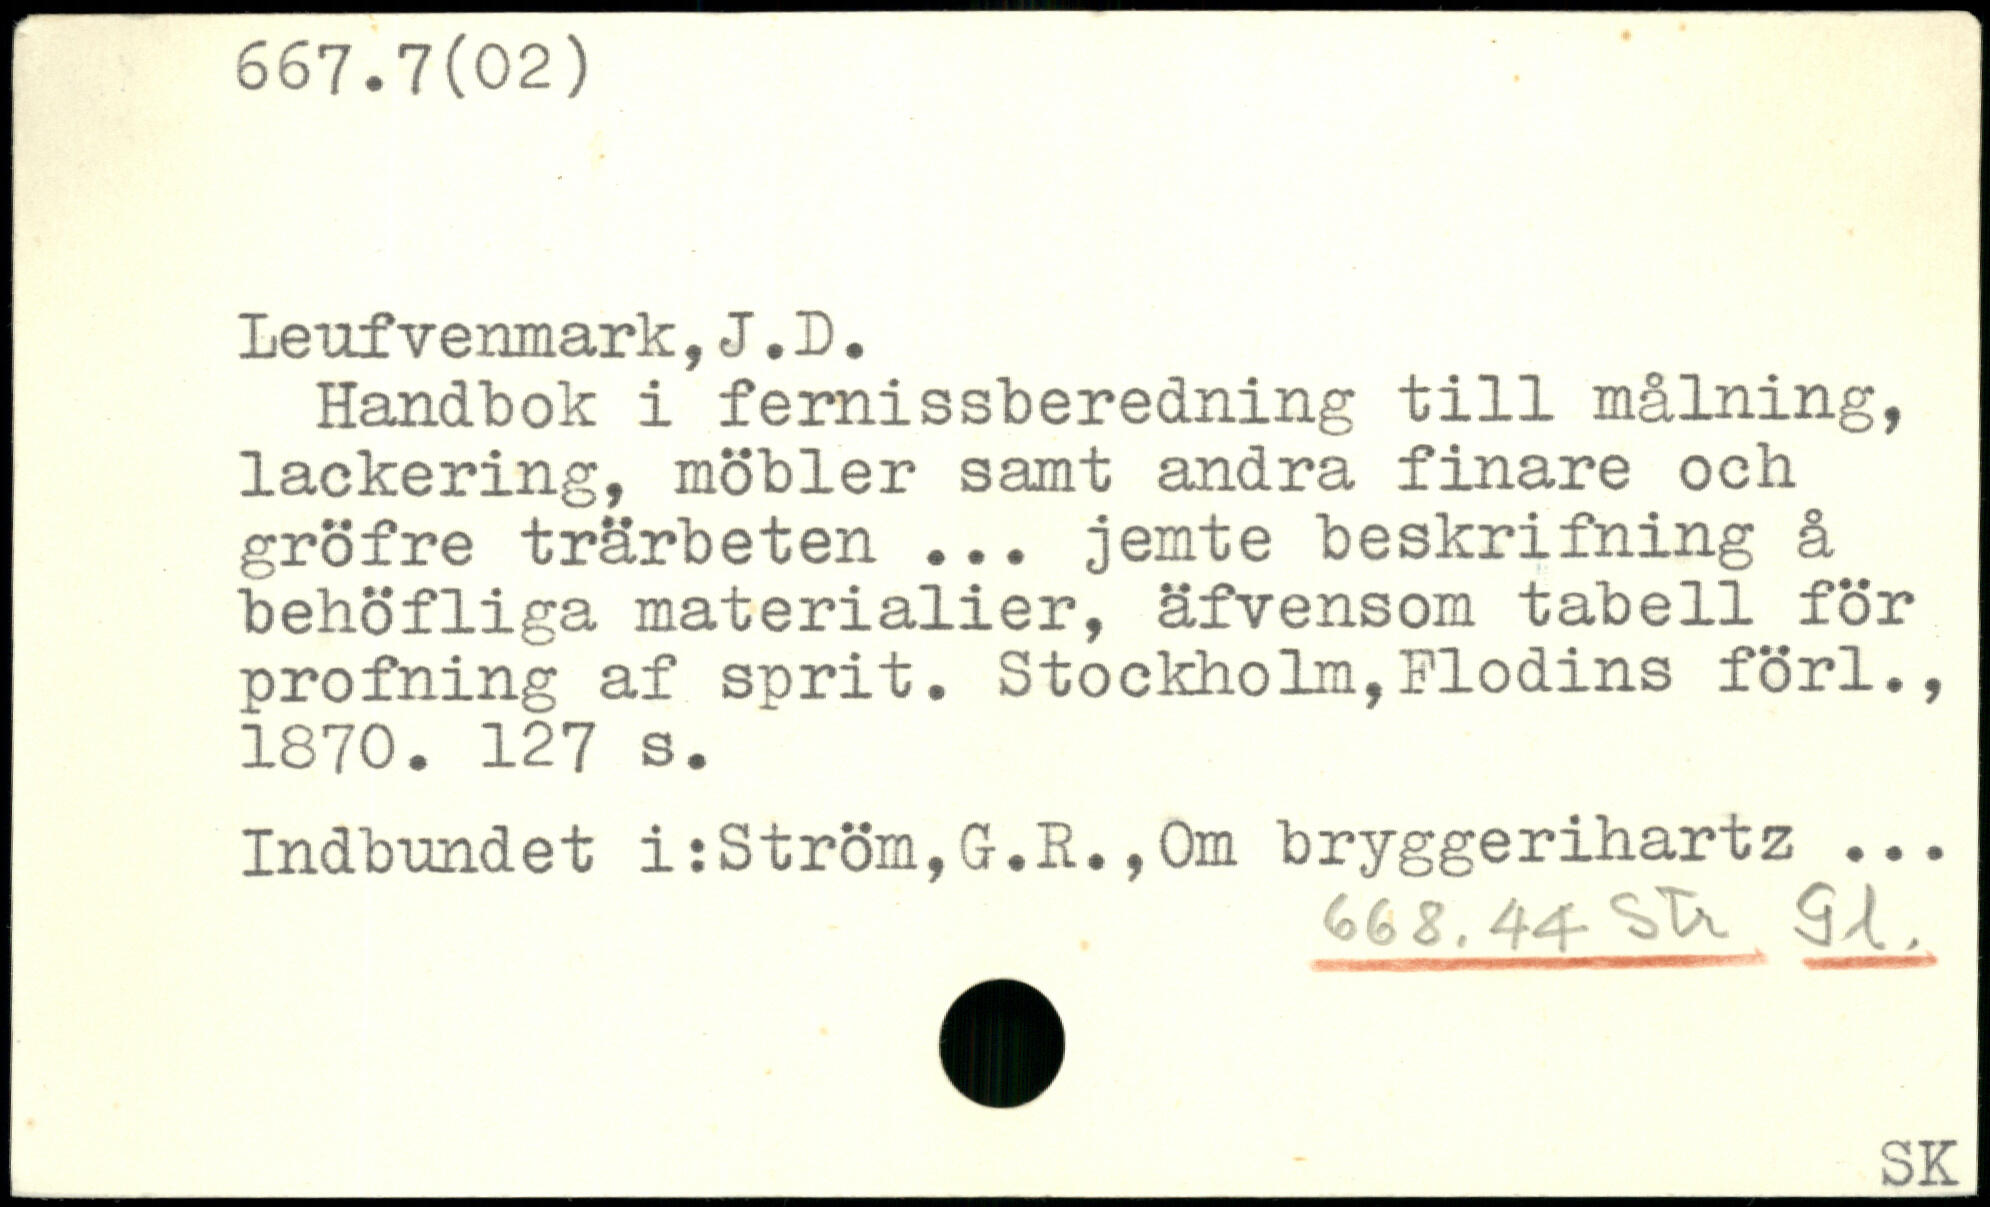 667.7(02)
Leufvenmark,J.D.
Handbok i fernissberedning till målning,
lackering, möbler samt andra finare och
gröfre trärbeten ... jemte beskrifning å
behöfliga materialier, äfvensom tabell för
profning af sprit. Stockholm,Flodins förl.,
1870. 127 s.
Indbundet i:Ström,G.R.,Om bryggerihartz ...
668.44 Str Gl.
SK